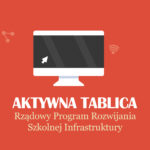 AKTYWNA TABLICA
Rządowy Program Rozwijania
Szkolnej Infrastruktury